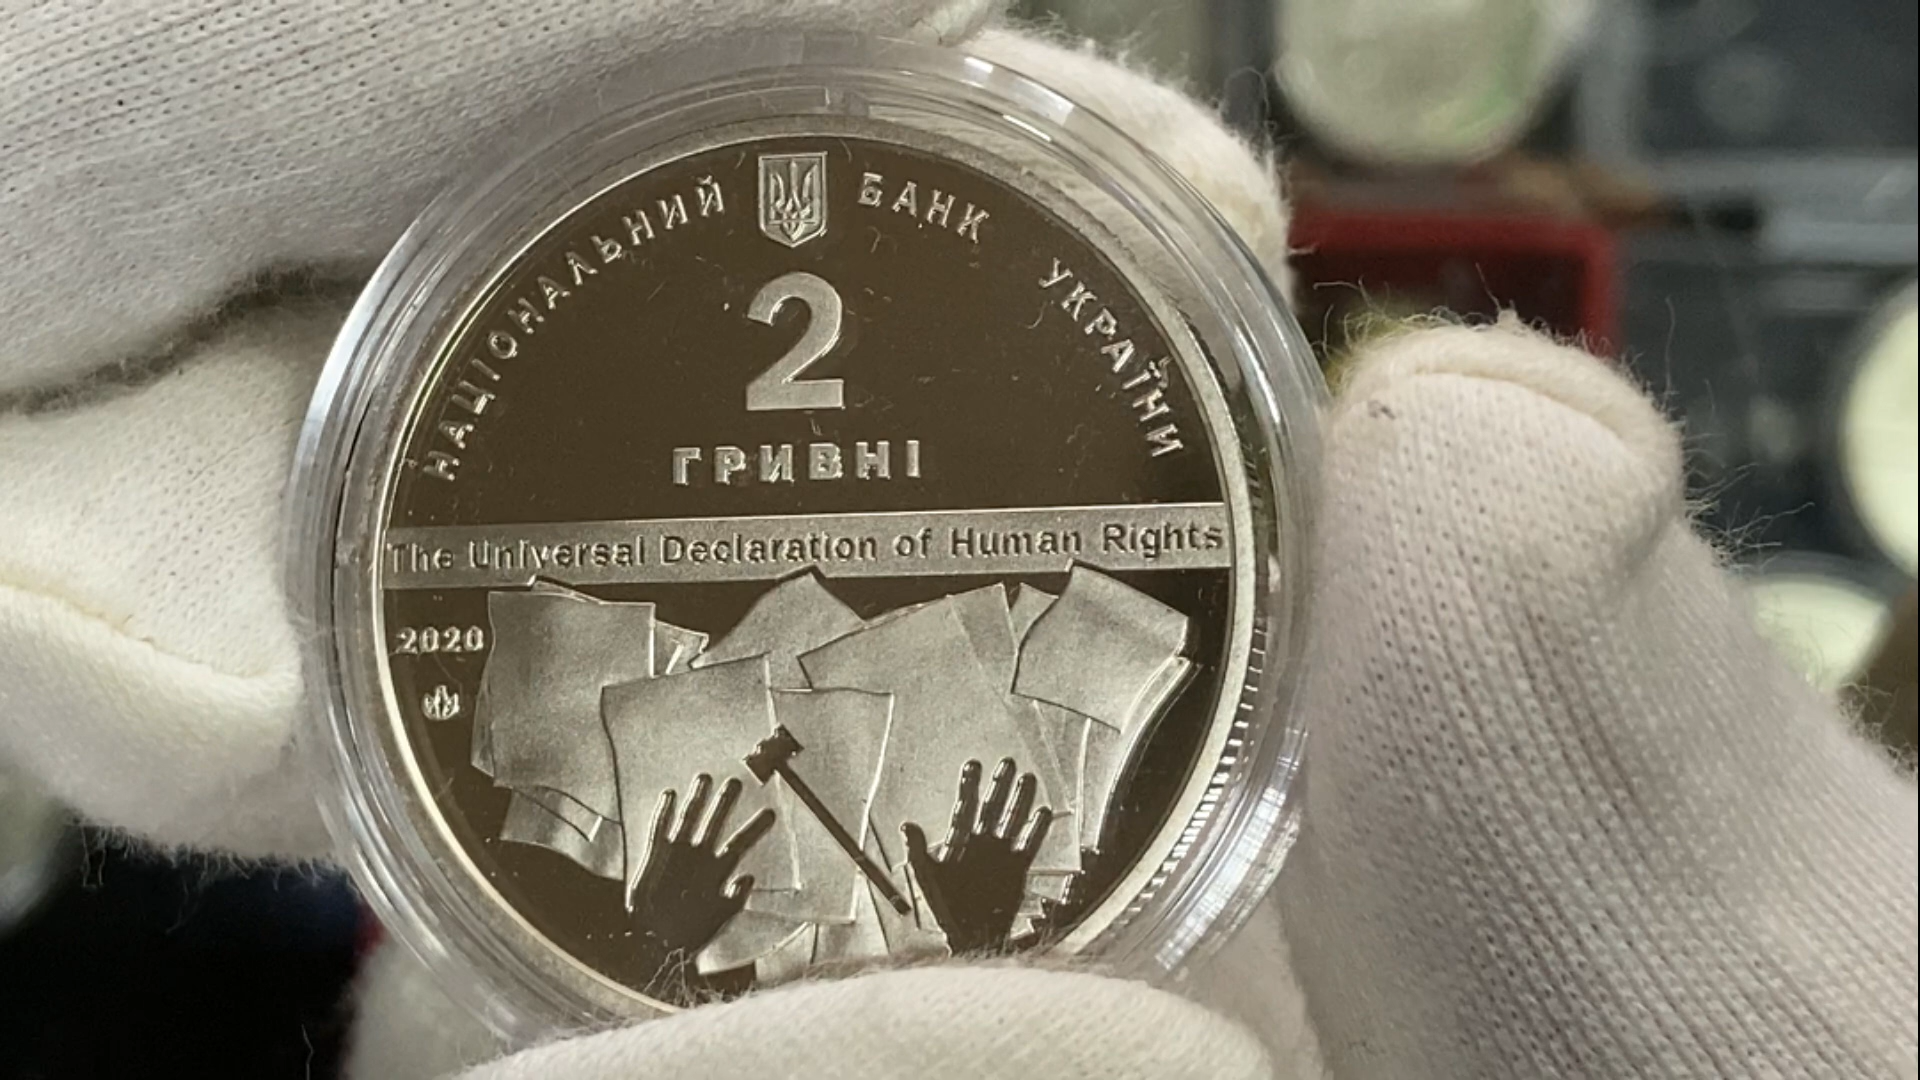 НАЦІОНАЛЬНИЙ БАНК УКРАЇНИ
2
ГРИВНІ
The Universal Declaration of Human Rights
2020